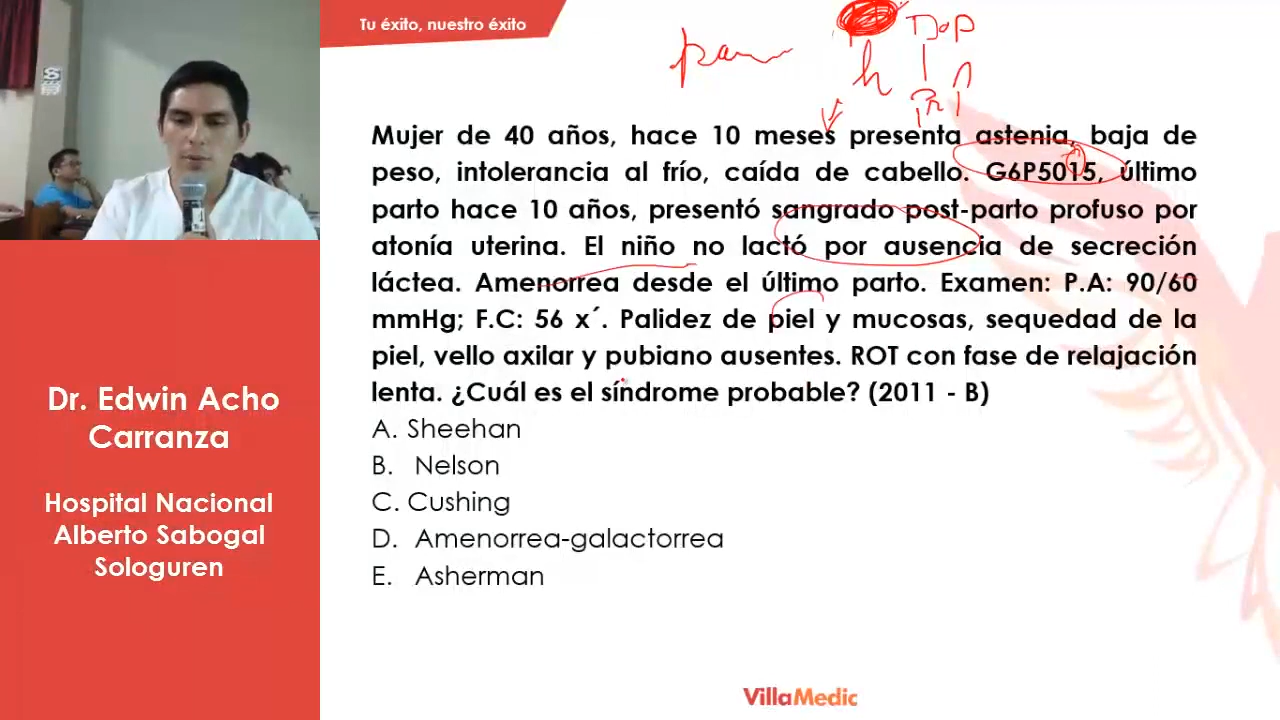 Tu éxito, nuestro éxito
Mujer de 40 años, hace 10 meses presenta astenia, baja de
peso, intolerancia al frío, caída de cabello. G6P5015, último
parto hace 10 años, presentó sangrado post-parto profuso por
atonía uterina. El niño no lactó por ausencia de secreción
láctea. Amenorrea desde el último parto. Examen: P.A: 90/60
mmHg; F.C: 56 x´. Palidez de piel y mucosas, sequedad de la
piel, vello axilar y pubiano ausentes. ROT con fase de relajación
lenta. ¿Cuál es el síndrome probable? (2011 - B)
A. Sheehan
B. Nelson
C. Cushing
D. Amenorrea-galactorrea
E. Asherman
Dr. Edwin Acho
Carranza
Hospital Nacional
Alberto Sabogal
Sologuren
VillaMedic